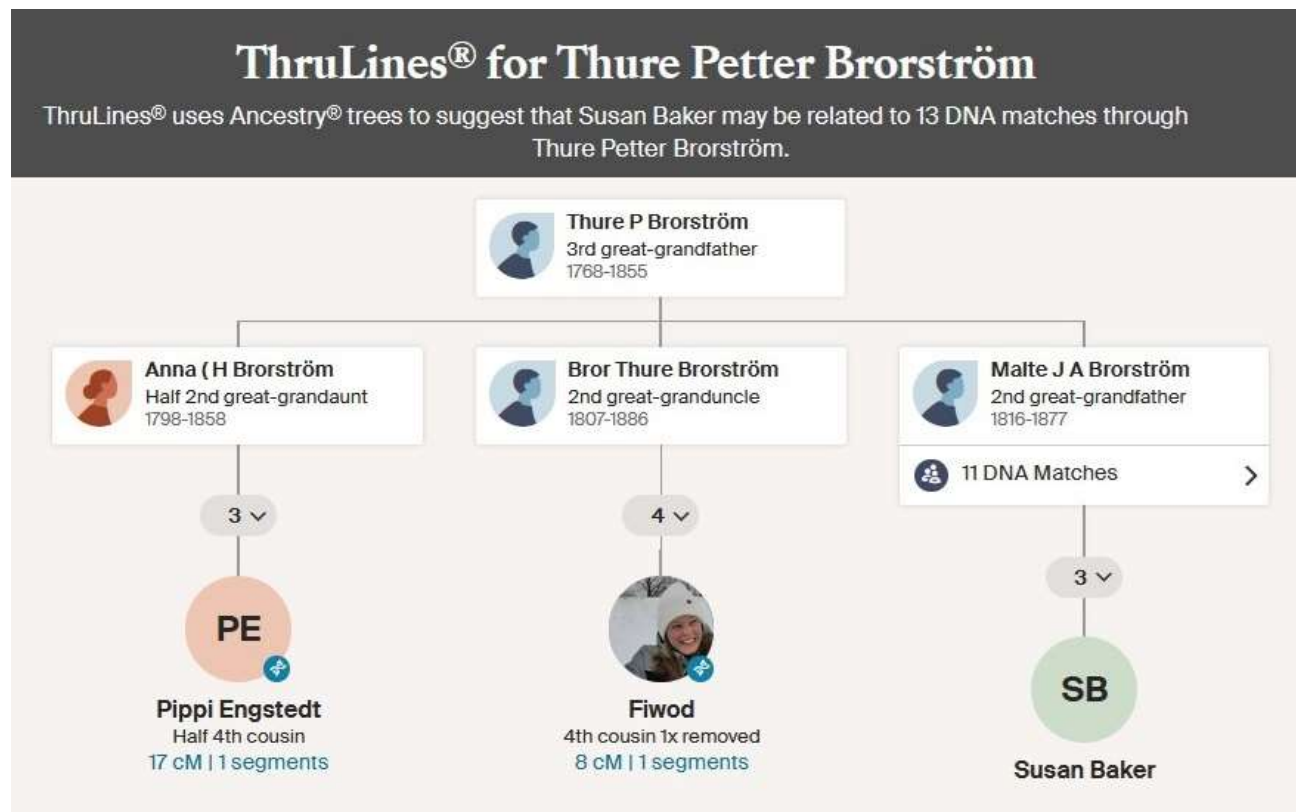 ThruLines® for Thure Petter Brorström
ThruLines® uses Ancestry® trees to suggest that Susan Baker may be related to 13 DNA matches through
Thure Petter Brorström.
Thure P Brorström
3rd great-grandfather
1768-1855
Anna ( H Brorström
Half 2nd great-grandaunt
1798-1858
Bror Thure Brorström
2nd great-granduncle
1807-1886
Malte J A Brorström
2nd great-grandfather
1816-1877
11 DNA Matches
3
4
3
PE
SB
Pippi Engstedt
Half 4th cousin
17 cM | 1 segments
Fiwod
4th cousin 1x removed
8 cM | 1 segments
Susan Baker